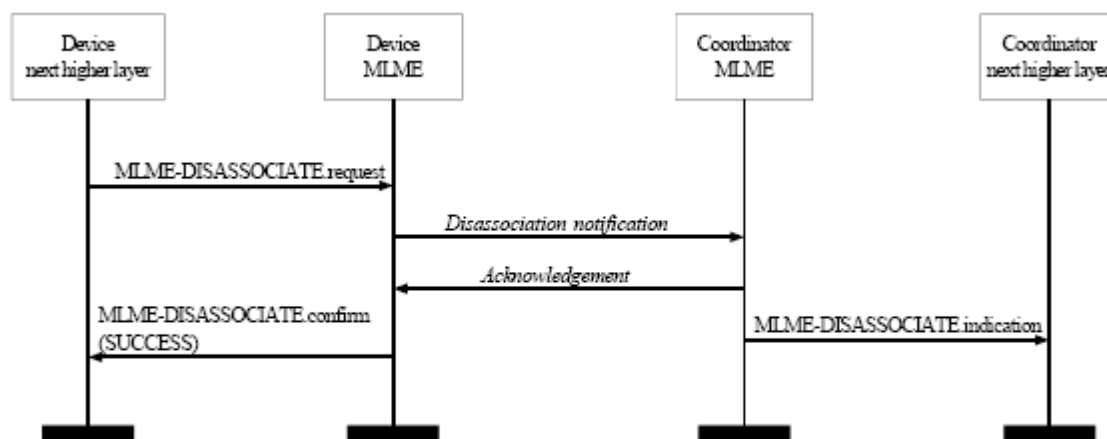 Device
next higher layer
Device
MLME
Coordinator
MLME
Coordinator
next higher layer
MLME-DISASSOCIATE.request
Disassociation notification
Acknowledgement
MLME-DISASSOCIATE.confirm
(SUCCESS)
MLME-DISASSOCIATE.indication